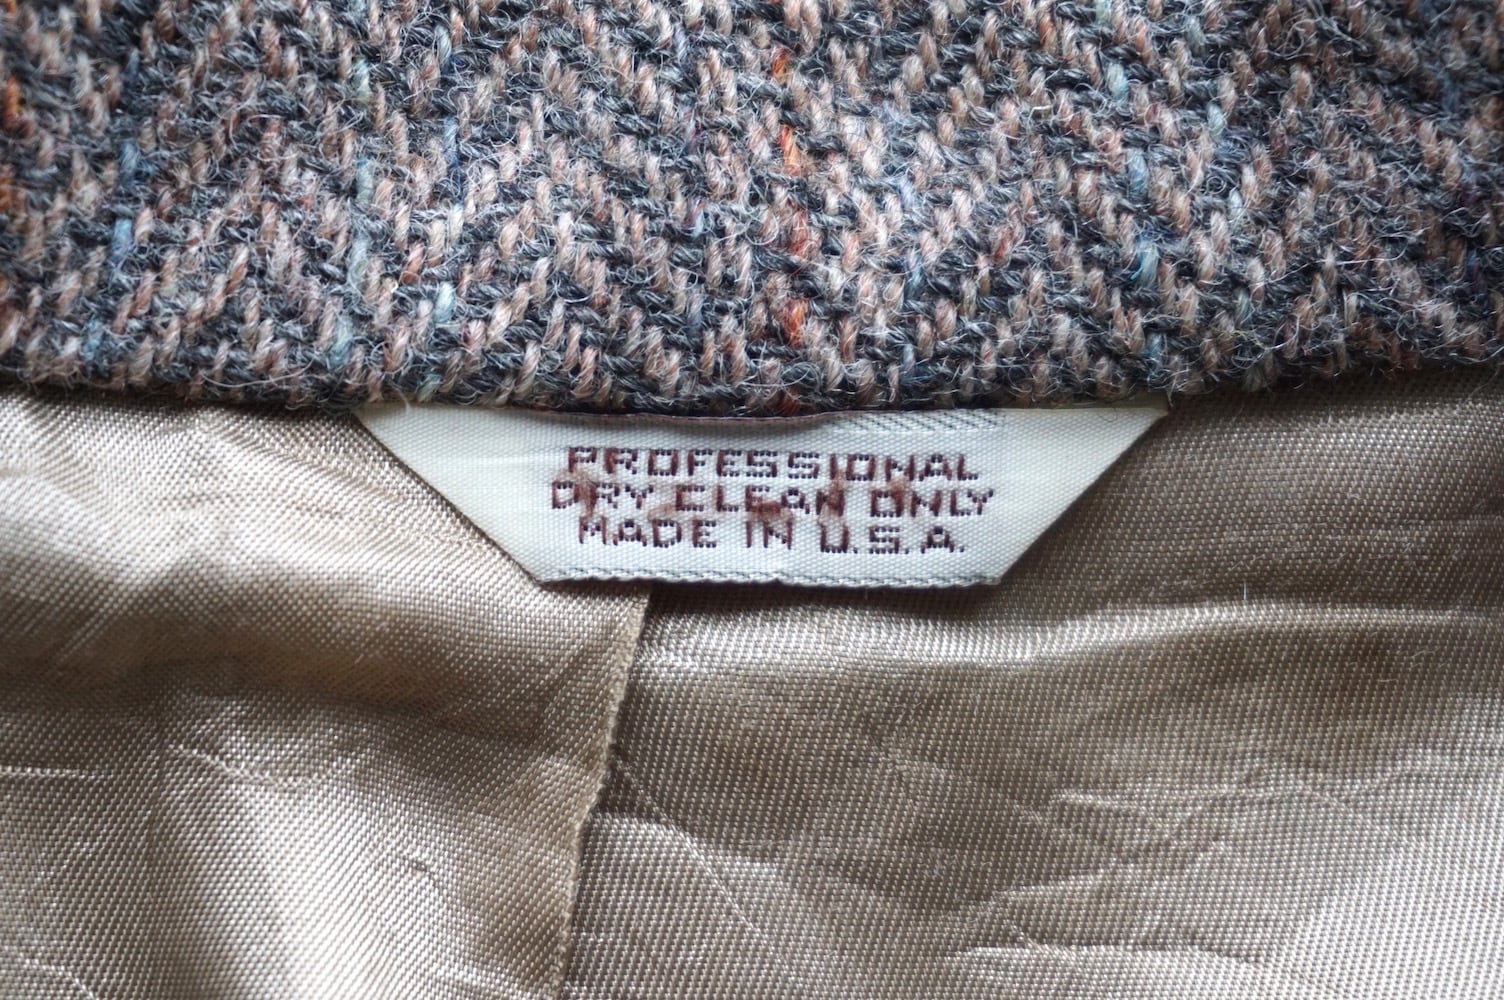 PROFESSIONAL
DRY CLEAN ONLY
MADE IN U.S.A.